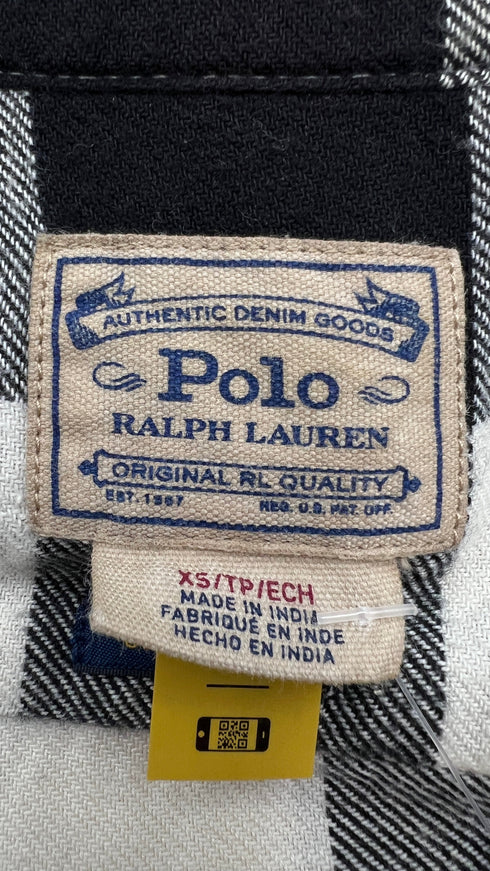 AUTHENTIC DENIM GOODS
Polo
RALPH LAUREN
ORIGINAL RL QUALITY
EST. 1967 REG. U.S. PAT. OFF.
XS/TP/ECH
MADE IN INDIA
FABRIQUÉ EN INDE
HECHO EN INDIA